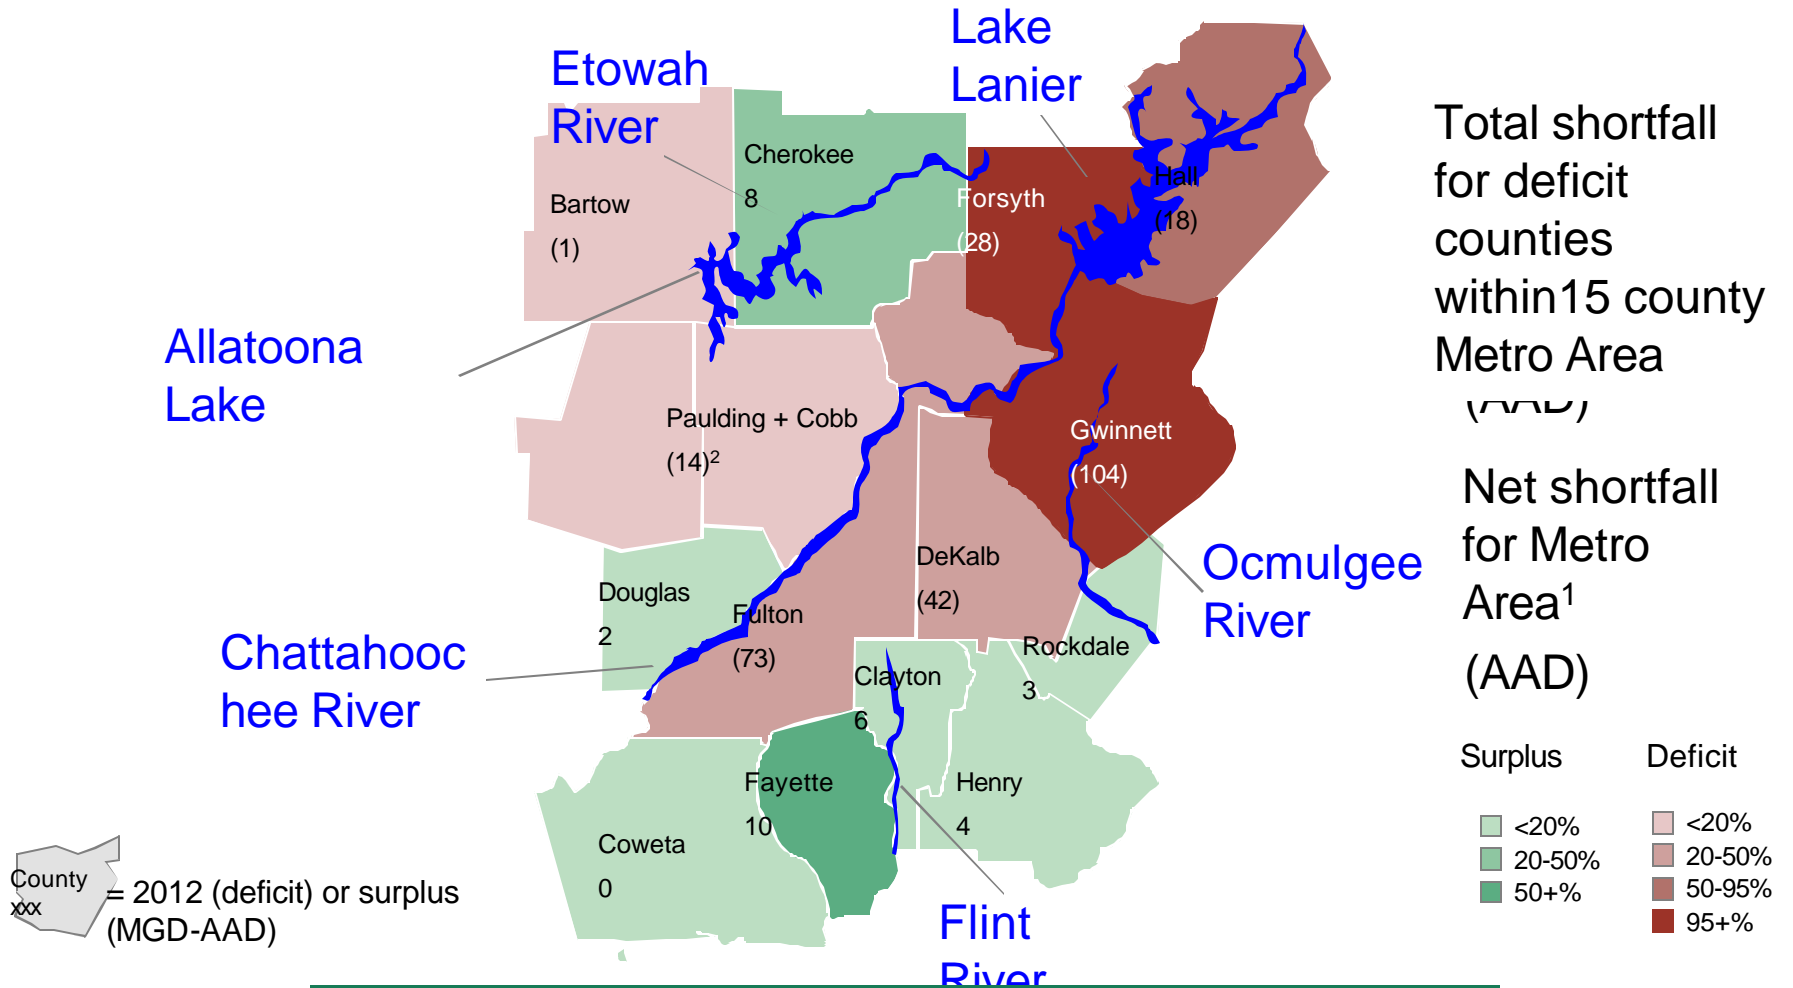 Lake
Lanier
Etowah
River
Cherokee
8
Bartow
(1)
Forsyth
(28)
Hall
(18)
Total shortfall
for deficit
counties
within15 county
Metro Area
(AAD)
Allatoona
Lake
Paulding + Cobb
(14)²
Gwinnett
(104)
Net shortfall
for Metro
Area¹
(AAD)
DeKalb
(42)
Ocmulgee
River
Douglas
2
Fulton
(73)
Chattahooc
hee River
Rockdale
3
Clayton
6
Fayette
10
Henry
4
Coweta
0
Surplus
<20%
20-50%
50+%
Deficit
<20%
20-50%
50-95%
95+%
County
xxx
= 2012 (deficit) or surplus
(MGD-AAD)
Flint
River